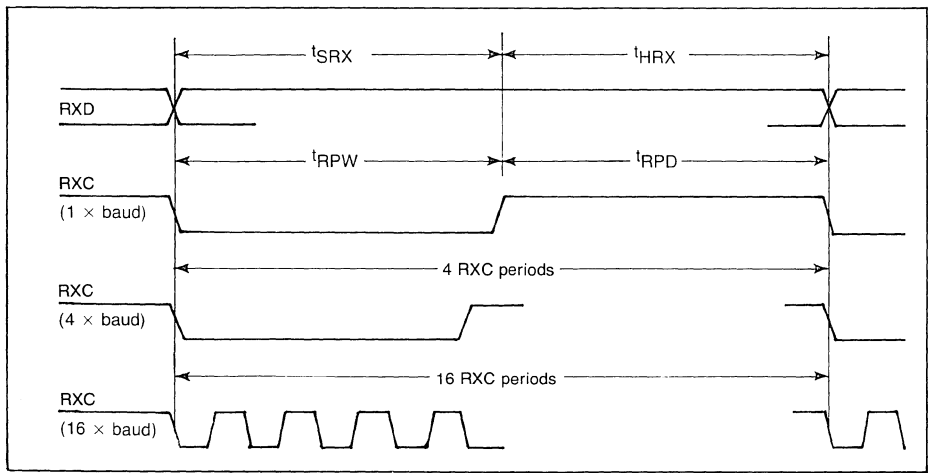 tSRX tHRX
RXD
tRPW tRPD
RXC
(1 × baud)
4 RXC periods
RXC
(4 × baud)
16 RXC periods
RXC
(16 × baud)